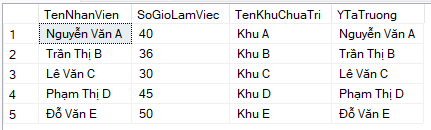 TenNhanVien SoGioLamViec TenKhuChuaTri YTaTruong
1 Nguyễn Văn A 40 Khu A Nguyễn Văn A
2 Trần Thị B 36 Khu B Trần Thị B
3 Lê Văn C 30 Khu C Lê Văn C
4 Phạm Thị D 45 Khu D Phạm Thị D
5 Đỗ Văn E 50 Khu E Đỗ Văn E